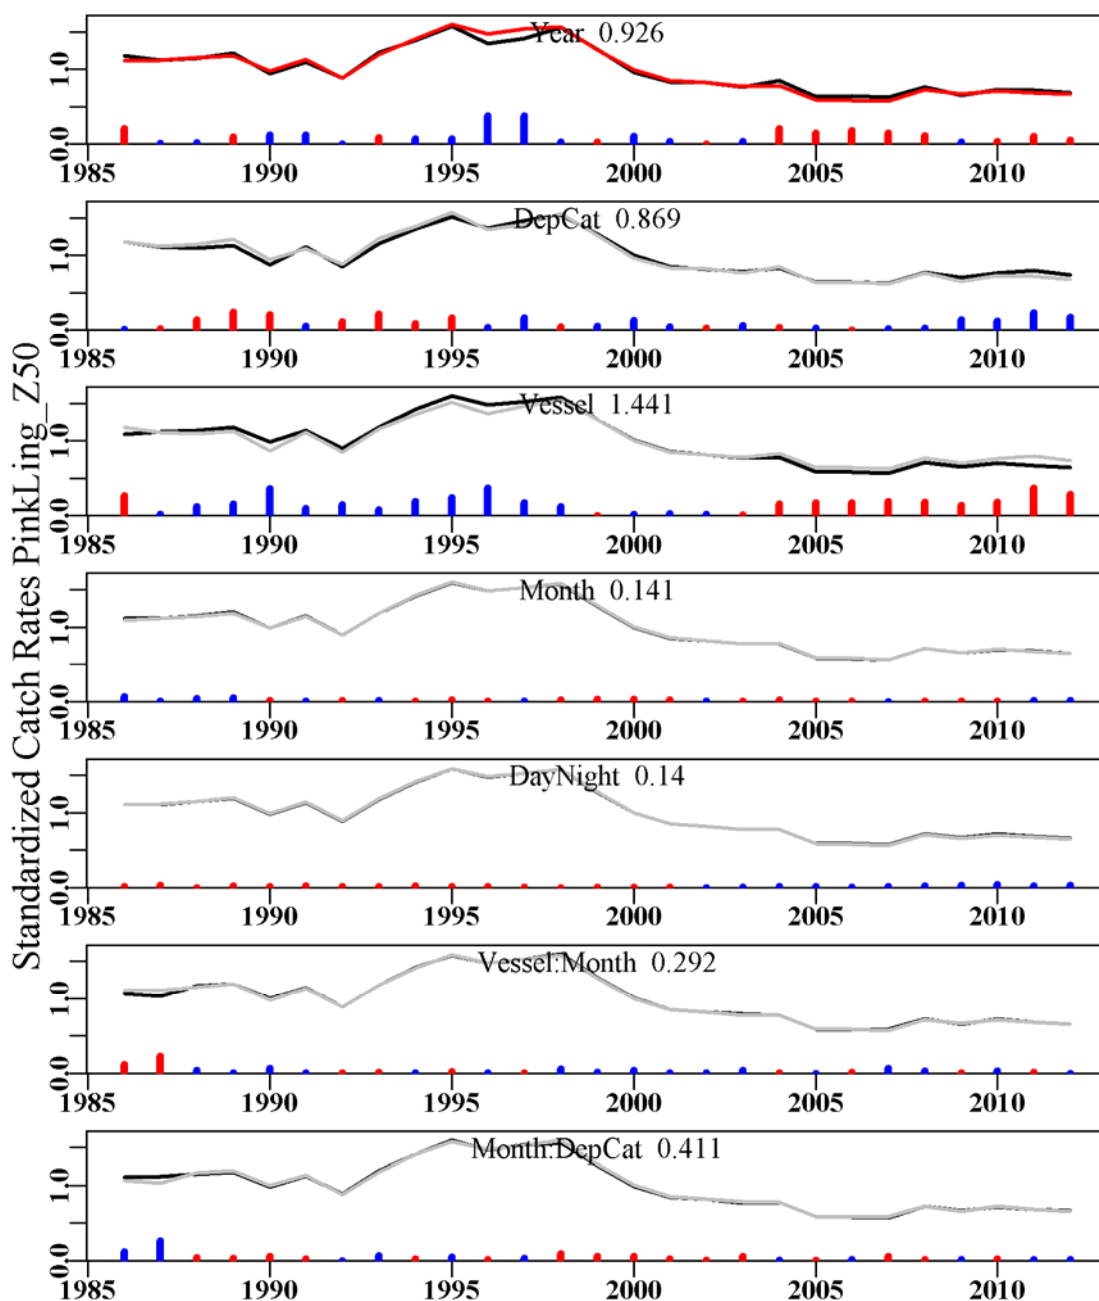 Standardized Catch Rates PinkLing_Z50
Year 0.926
1.0
0.0
1985 1990 1995 2000 2005 2010
DepCat 0.869
1.0
0.0
1985 1990 1995 2000 2005 2010
Vessel 1.441
1.0
0.0
1985 1990 1995 2000 2005 2010
Month 0.141
1.0
0.0
1985 1990 1995 2000 2005 2010
DayNight 0.14
1.0
0.0
1985 1990 1995 2000 2005 2010
Vessel:Month 0.292
1.0
0.0
1985 1990 1995 2000 2005 2010
Month:DepCat 0.411
1.0
0.0
1985 1990 1995 2000 2005 2010